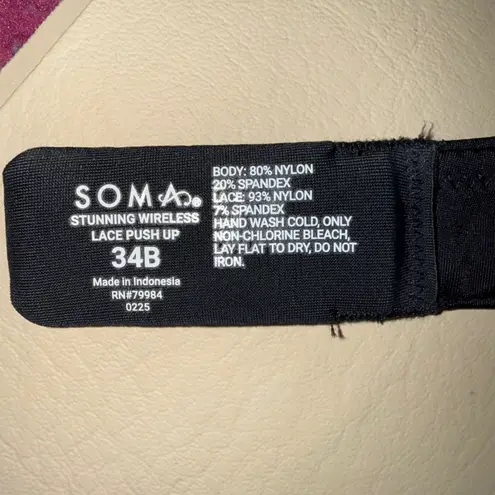 SOMA
STUNNING WIRELESS
LACE PUSH UP
34B
Made in Indonesia
RN#79984
0225
BODY: 80% NYLON
20% SPANDEX
LACE: 93% NYLON
7% SPANDEX
HAND WASH COLD, ONLY
NON-CHLORINE BLEACH,
LAY FLAT TO DRY, DO NOT
IRON.